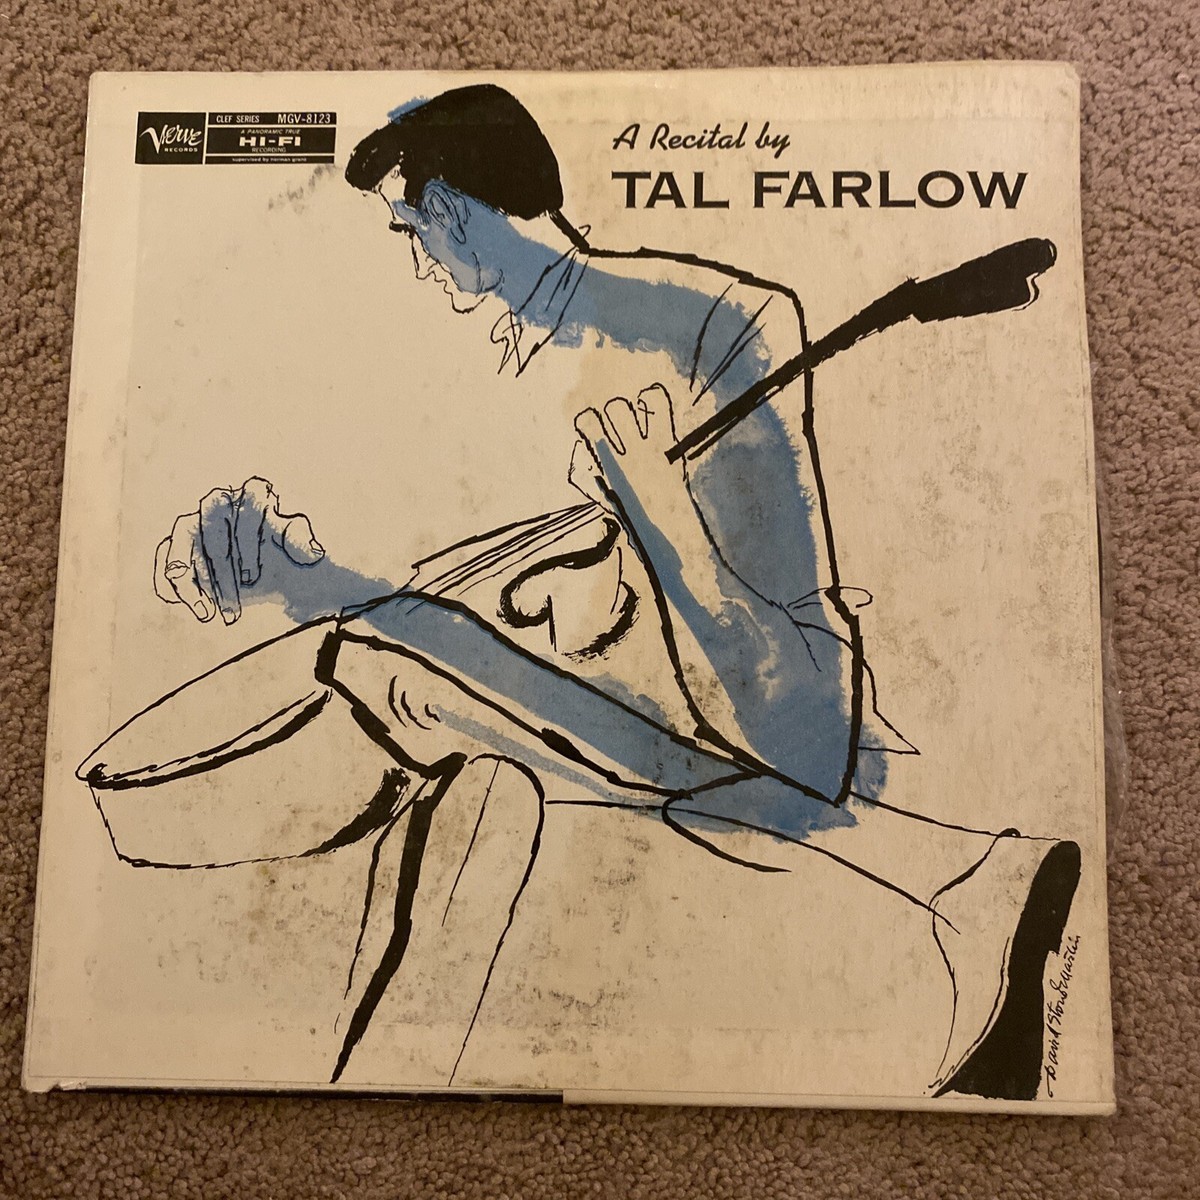 Verve
RECORDS
CLEF SERIES MGV-8123
A PANORAMIC TRUE
HI-FI
RECORDING
supervised by norman granz
A Recital by
TAL FARLOW
David Stone Martin